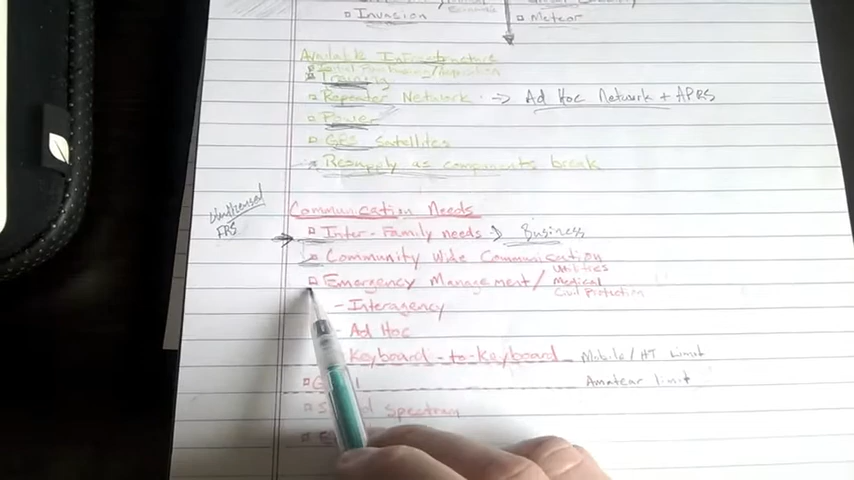 Invasion
Meteor
Available Infrastructure
Training
Repeater Network → Ad Hoc Network + APRS
Power
GPS Satellites
Resupply as components break
Unlicensed
FRS
Communication Needs
Inter-Family needs → Business
Community Wide Communication
Emergency Management/ Utilities
Medical
Civil Protection
- Interagency
- Ad Hoc
Keyboard-to-Keyboard Mobile/HT Limit
Amatear limit
Spectrum